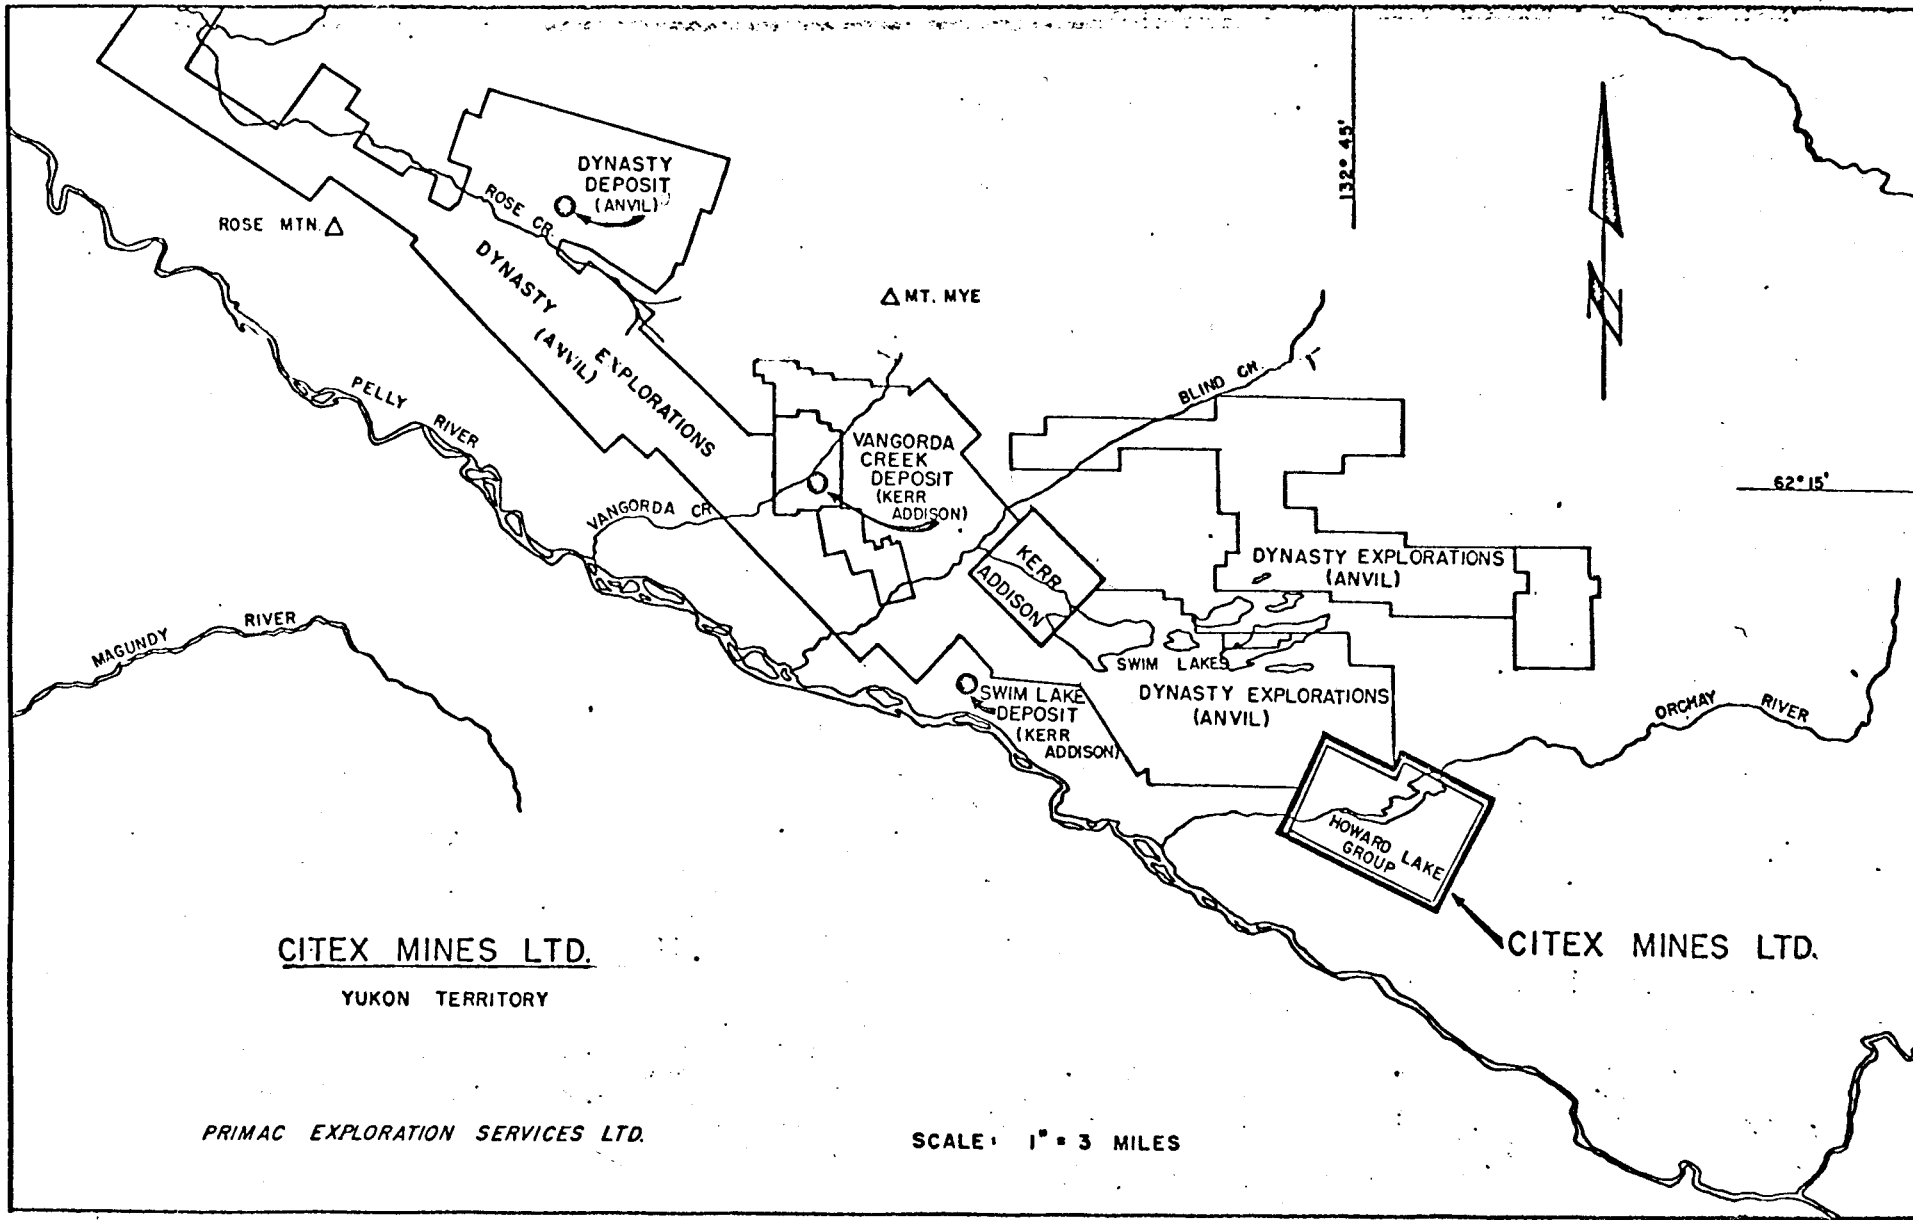 132° 45'
DYNASTY
DEPOSIT
(ANVIL)
ROSE CR.
ROSE MTN.
DYNASTY
(ANVIL)
EXPLORATIONS
MT. MYE
PELLY
RIVER
BLIND CR.
VANGORDA
CREEK
DEPOSIT
(KERR
ADDISON)
62° 15'
VANGORDA CR
KERR
ADDISON
DYNASTY EXPLORATIONS
(ANVIL)
MAGUNDY
RIVER
SWIM LAKES
DYNASTY EXPLORATIONS
(ANVIL)
SWIM LAKE
DEPOSIT
(KERR
ADDISON)
ORCHAY
RIVER
HOWARD LAKE
GROUP
CITEX MINES LTD.
CITEX MINES LTD.
YUKON TERRITORY
N
PRIMAC EXPLORATION SERVICES LTD.
SCALE: 1" = 3 MILES